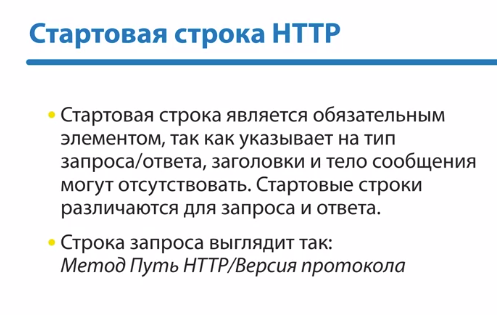 Стартовая строка HTTP
• Стартовая строка является обязательным
элементом, так как указывает на тип
запроса/ответа, заголовки и тело сообщения
могут отсутствовать. Стартовые строки
различаются для запроса и ответа.
• Строка запроса выглядит так:
Метод Путь HTTP/Версия протокола